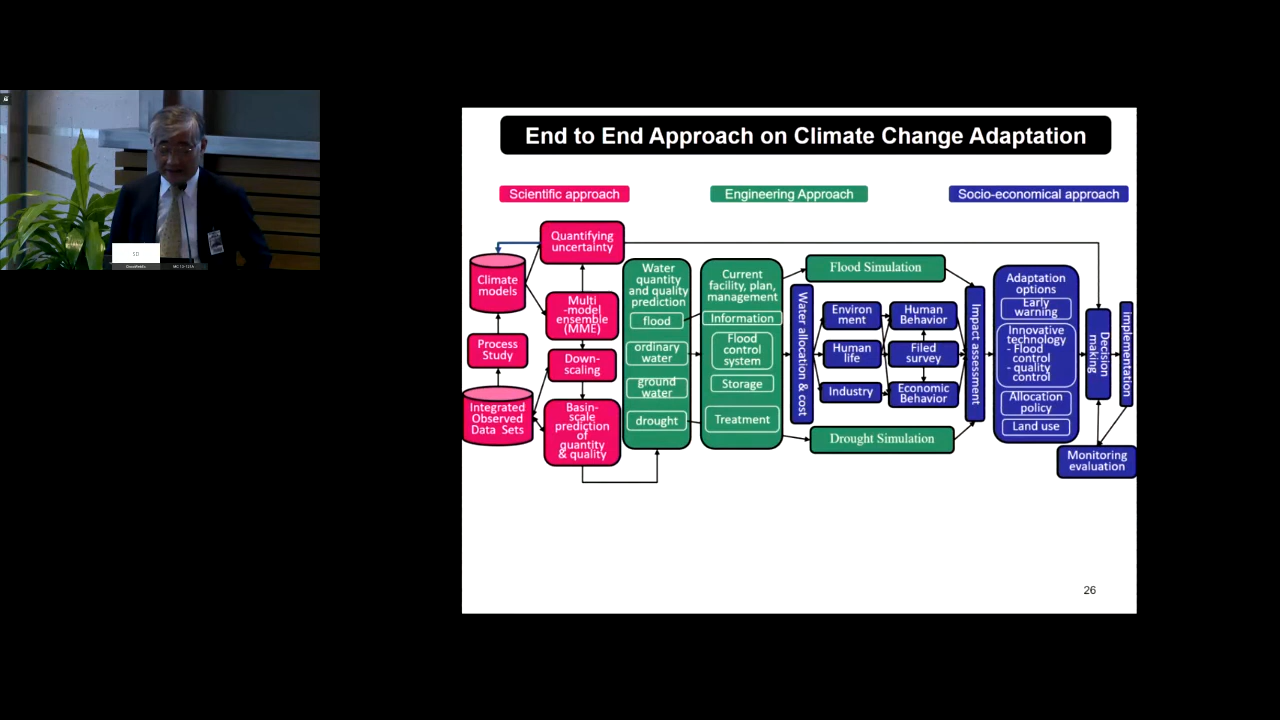 End to End Approach on Climate Change Adaptation
Scientific approach
Engineering Approach
Socio-economical approach
Quantifying
uncertainty
Climate
models
Multi
-model
ensemble
(MME)
Process
Study
Down-
scaling
Integrated
Observed
Data Sets
Basin-
scale
prediction
of
quantity
& quality
Water
quantity
and quality
prediction
flood
ordinary
water
ground
water
drought
Current
facility, plan,
management
Information
Flood
control
system
Storage
Treatment
Flood Simulation
Water allocation & cost
Environ
ment
Human
life
Industry
Human
Behavior
Filed
survey
Economic
Behavior
Drought Simulation
Impact assessment
Adaptation
options
Early
warning
Innovative
technology
- Flood
control
- quality
control
Allocation
policy
Land use
Decision
making
implementation
Monitoring
evaluation
26